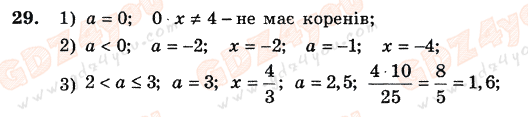 29. 1) a = 0; 0 · x ≠ 4 – не має коренів;
2) a < 0; a = –2; x = –2; a = –1; x = –4;
3) 2 < a ≤ 3; a = 3; x = 4/3; a = 2,5; (4 · 10)/25 = 8/5 = 1,6;